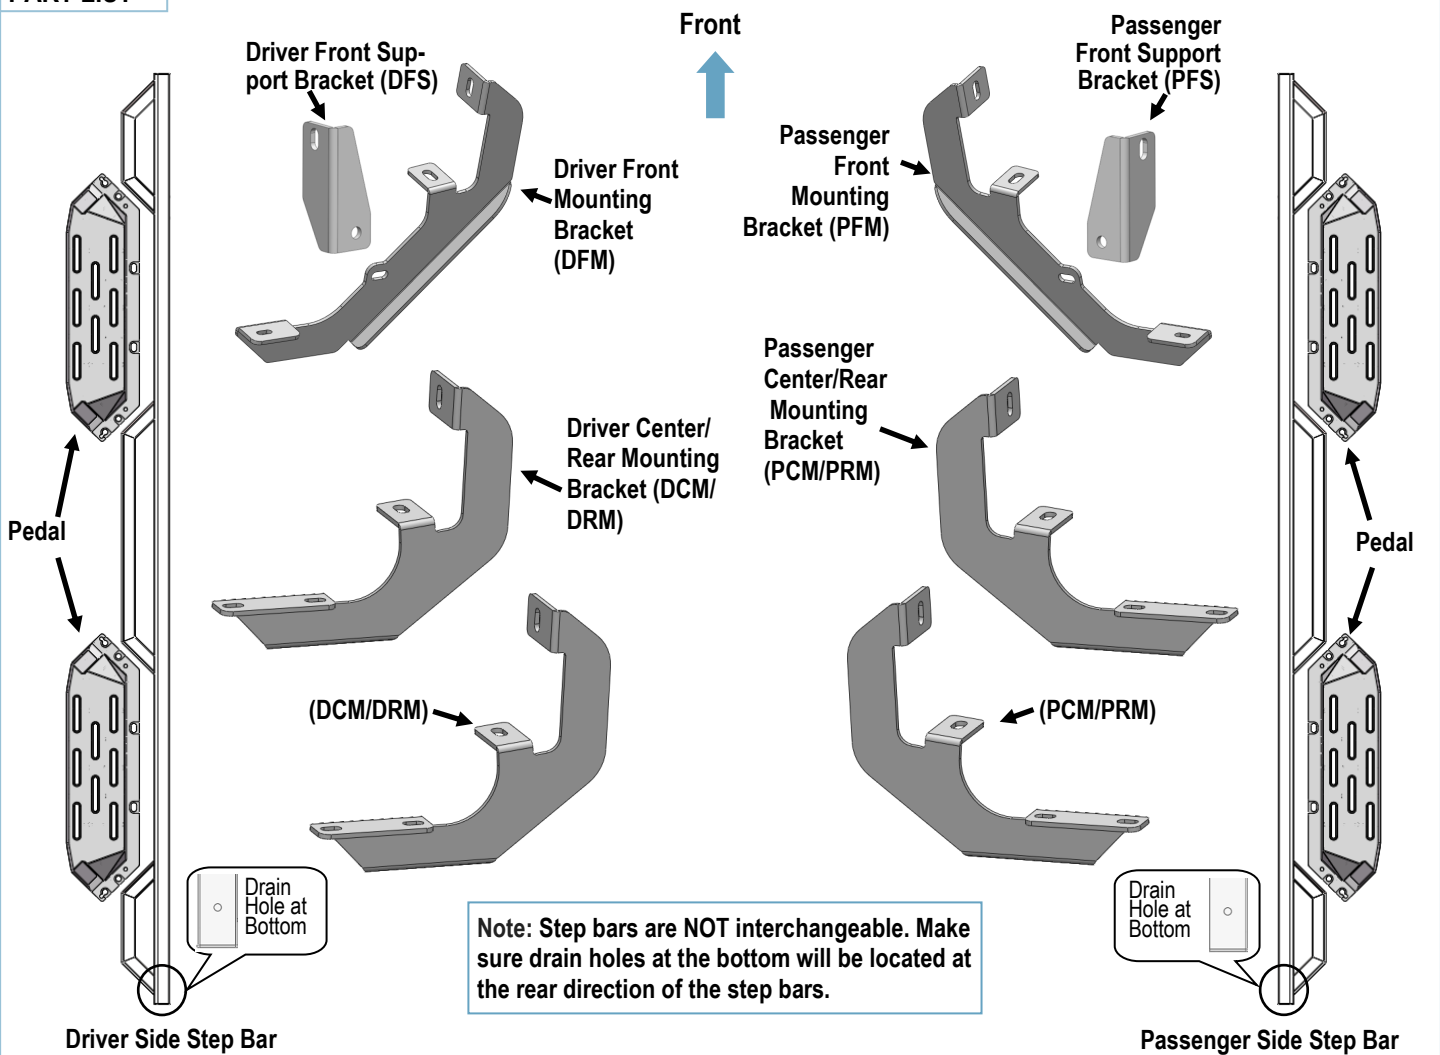 PART LIST
Front
Driver Front Sup-
port Bracket (DFS)
Passenger
Front Support
Bracket (PFS)
Driver Front
Mounting
Bracket
(DFM)
Passenger
Front
Mounting
Bracket (PFM)
Driver Center/
Rear Mounting
Bracket (DCM/
DRM)
Passenger
Center/Rear
Mounting
Bracket
(PCM/PRM)
Pedal
Pedal
(DCM/DRM)
(PCM/PRM)
Drain
Hole at
Bottom
Drain
Hole at
Bottom
Note: Step bars are NOT interchangeable. Make
sure drain holes at the bottom will be located at
the rear direction of the step bars.
Driver Side Step Bar
Passenger Side Step Bar